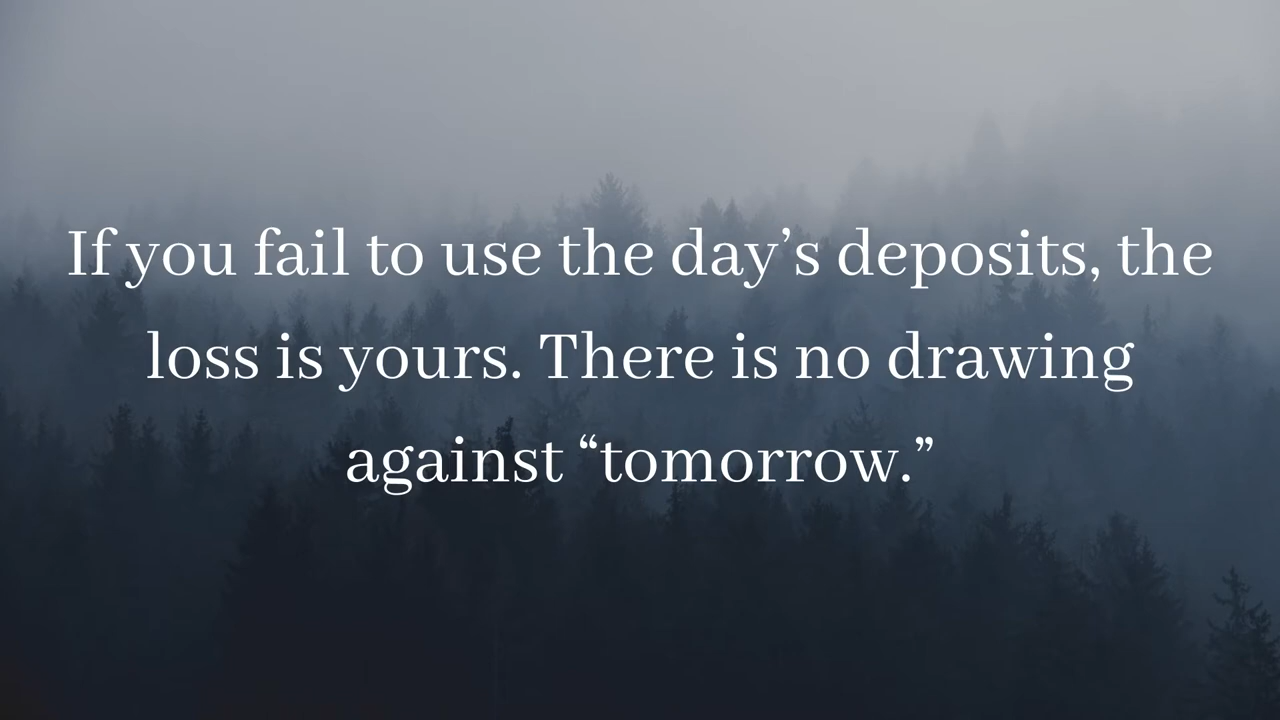 If you fail to use the day’s deposits, the
loss is yours. There is no drawing
against “tomorrow.”